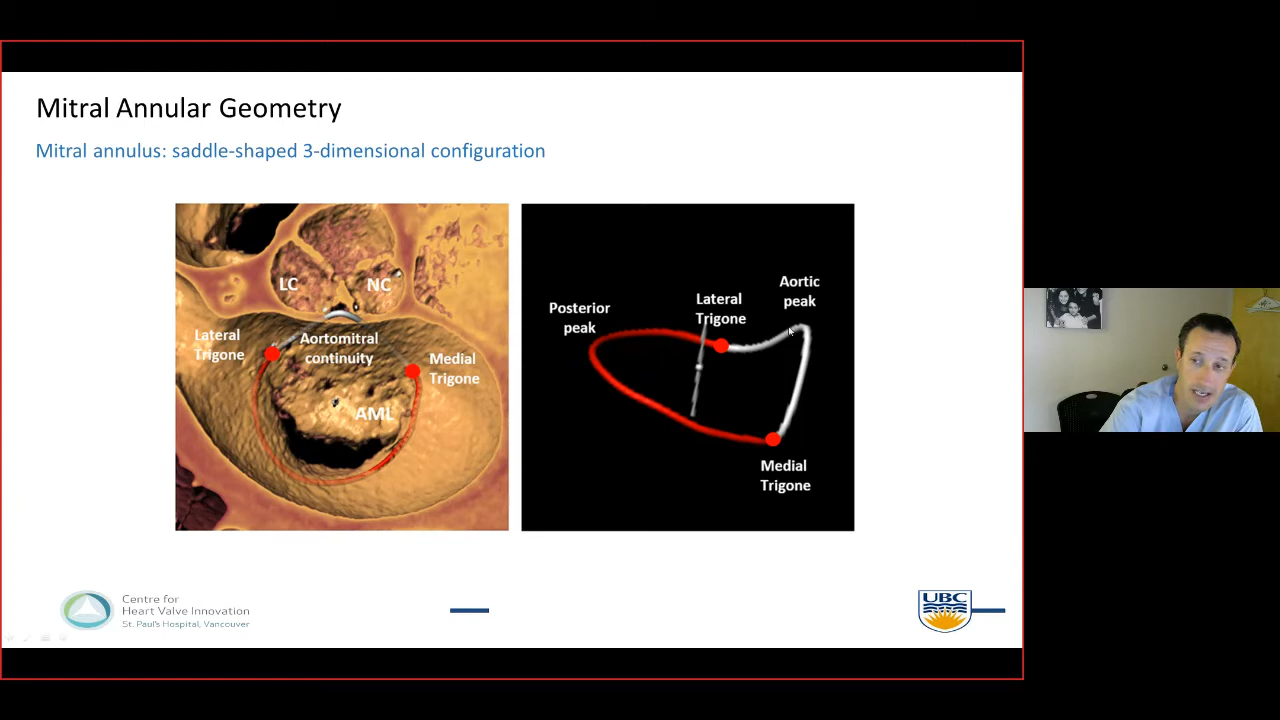 Mitral Annular Geometry
Mitral annulus: saddle-shaped 3-dimensional configuration
LC
NC
Lateral
Trigone
Aortomitral
continuity
Medial
Trigone
AML
Posterior
peak
Lateral
Trigone
Aortic
peak
Medial
Trigone
Centre for
Heart Valve Innovation
St. Paul's Hospital, Vancouver
UBC